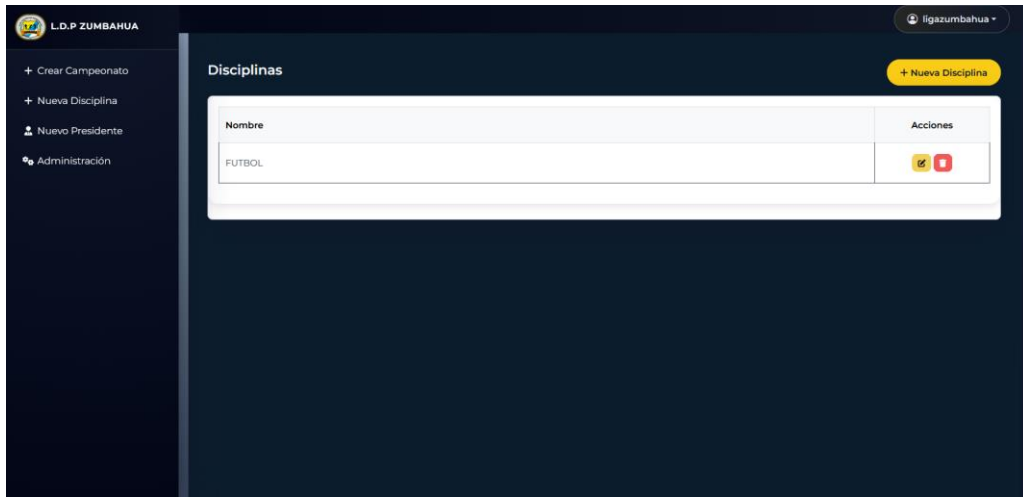 L.D.P ZUMBAHUA
ligazumbahua
+ Crear Campeonato
+ Nueva Disciplina
Nuevo Presidente
Administración
Disciplinas
+ Nueva Disciplina
Nombre
Acciones
FUTBOL